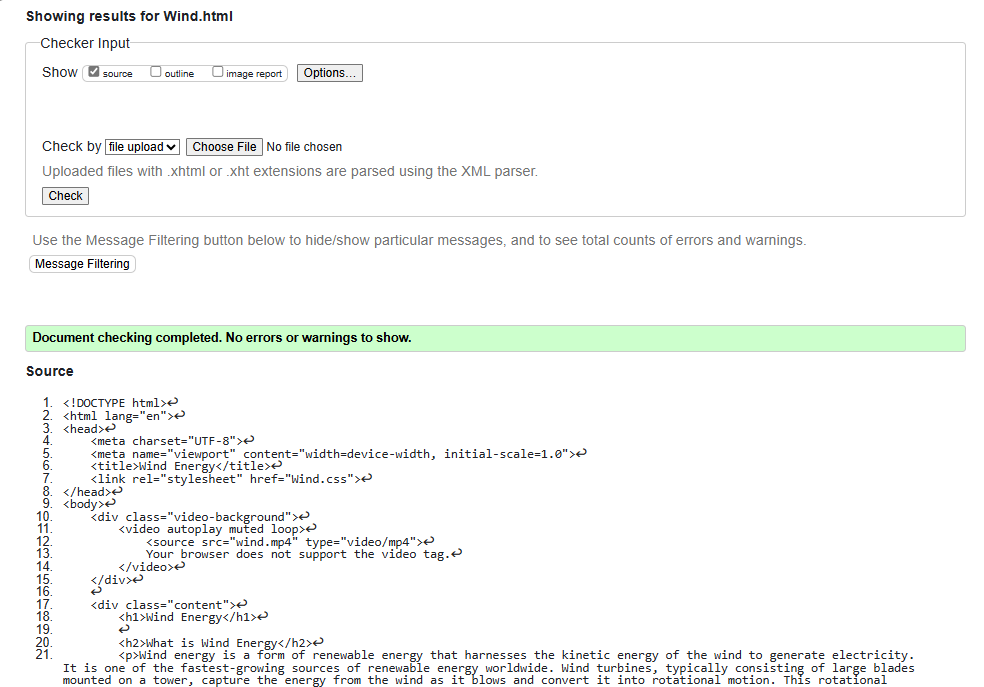 Showing results for Wind.html
Checker Input
Show source outline image report Options...
Check by file upload Choose File No file chosen
Uploaded files with .xhtml or .xht extensions are parsed using the XML parser.
Check
Use the Message Filtering button below to hide/show particular messages, and to see total counts of errors and warnings.
Message Filtering
Document checking completed. No errors or warnings to show.
Source
1. <!DOCTYPE html>↩
2. <html lang="en">↩
3. <head>↩
4.     <meta charset="UTF-8">↩
5.     <meta name="viewport" content="width=device-width, initial-scale=1.0">↩
6.     <title>Wind Energy</title>↩
7.     <link rel="stylesheet" href="Wind.css">↩
8. </head>↩
9. <body>↩
10.     <div class="video-background">↩
11.         <video autoplay muted loop>↩
12.             <source src="wind.mp4" type="video/mp4">↩
13.             Your browser does not support the video tag.↩
14.         </video>↩
15.     </div>↩
16.     ↩
17.     <div class="content">↩
18.         <h1>Wind Energy</h1>↩
19.         ↩
20.         <h2>What is Wind Energy</h2>↩
21.         <p>Wind energy is a form of renewable energy that harnesses the kinetic energy of the wind to generate electricity.
It is one of the fastest-growing sources of renewable energy worldwide. Wind turbines, typically consisting of large blades
mounted on a tower, capture the energy from the wind as it blows and convert it into rotational motion. This rotational